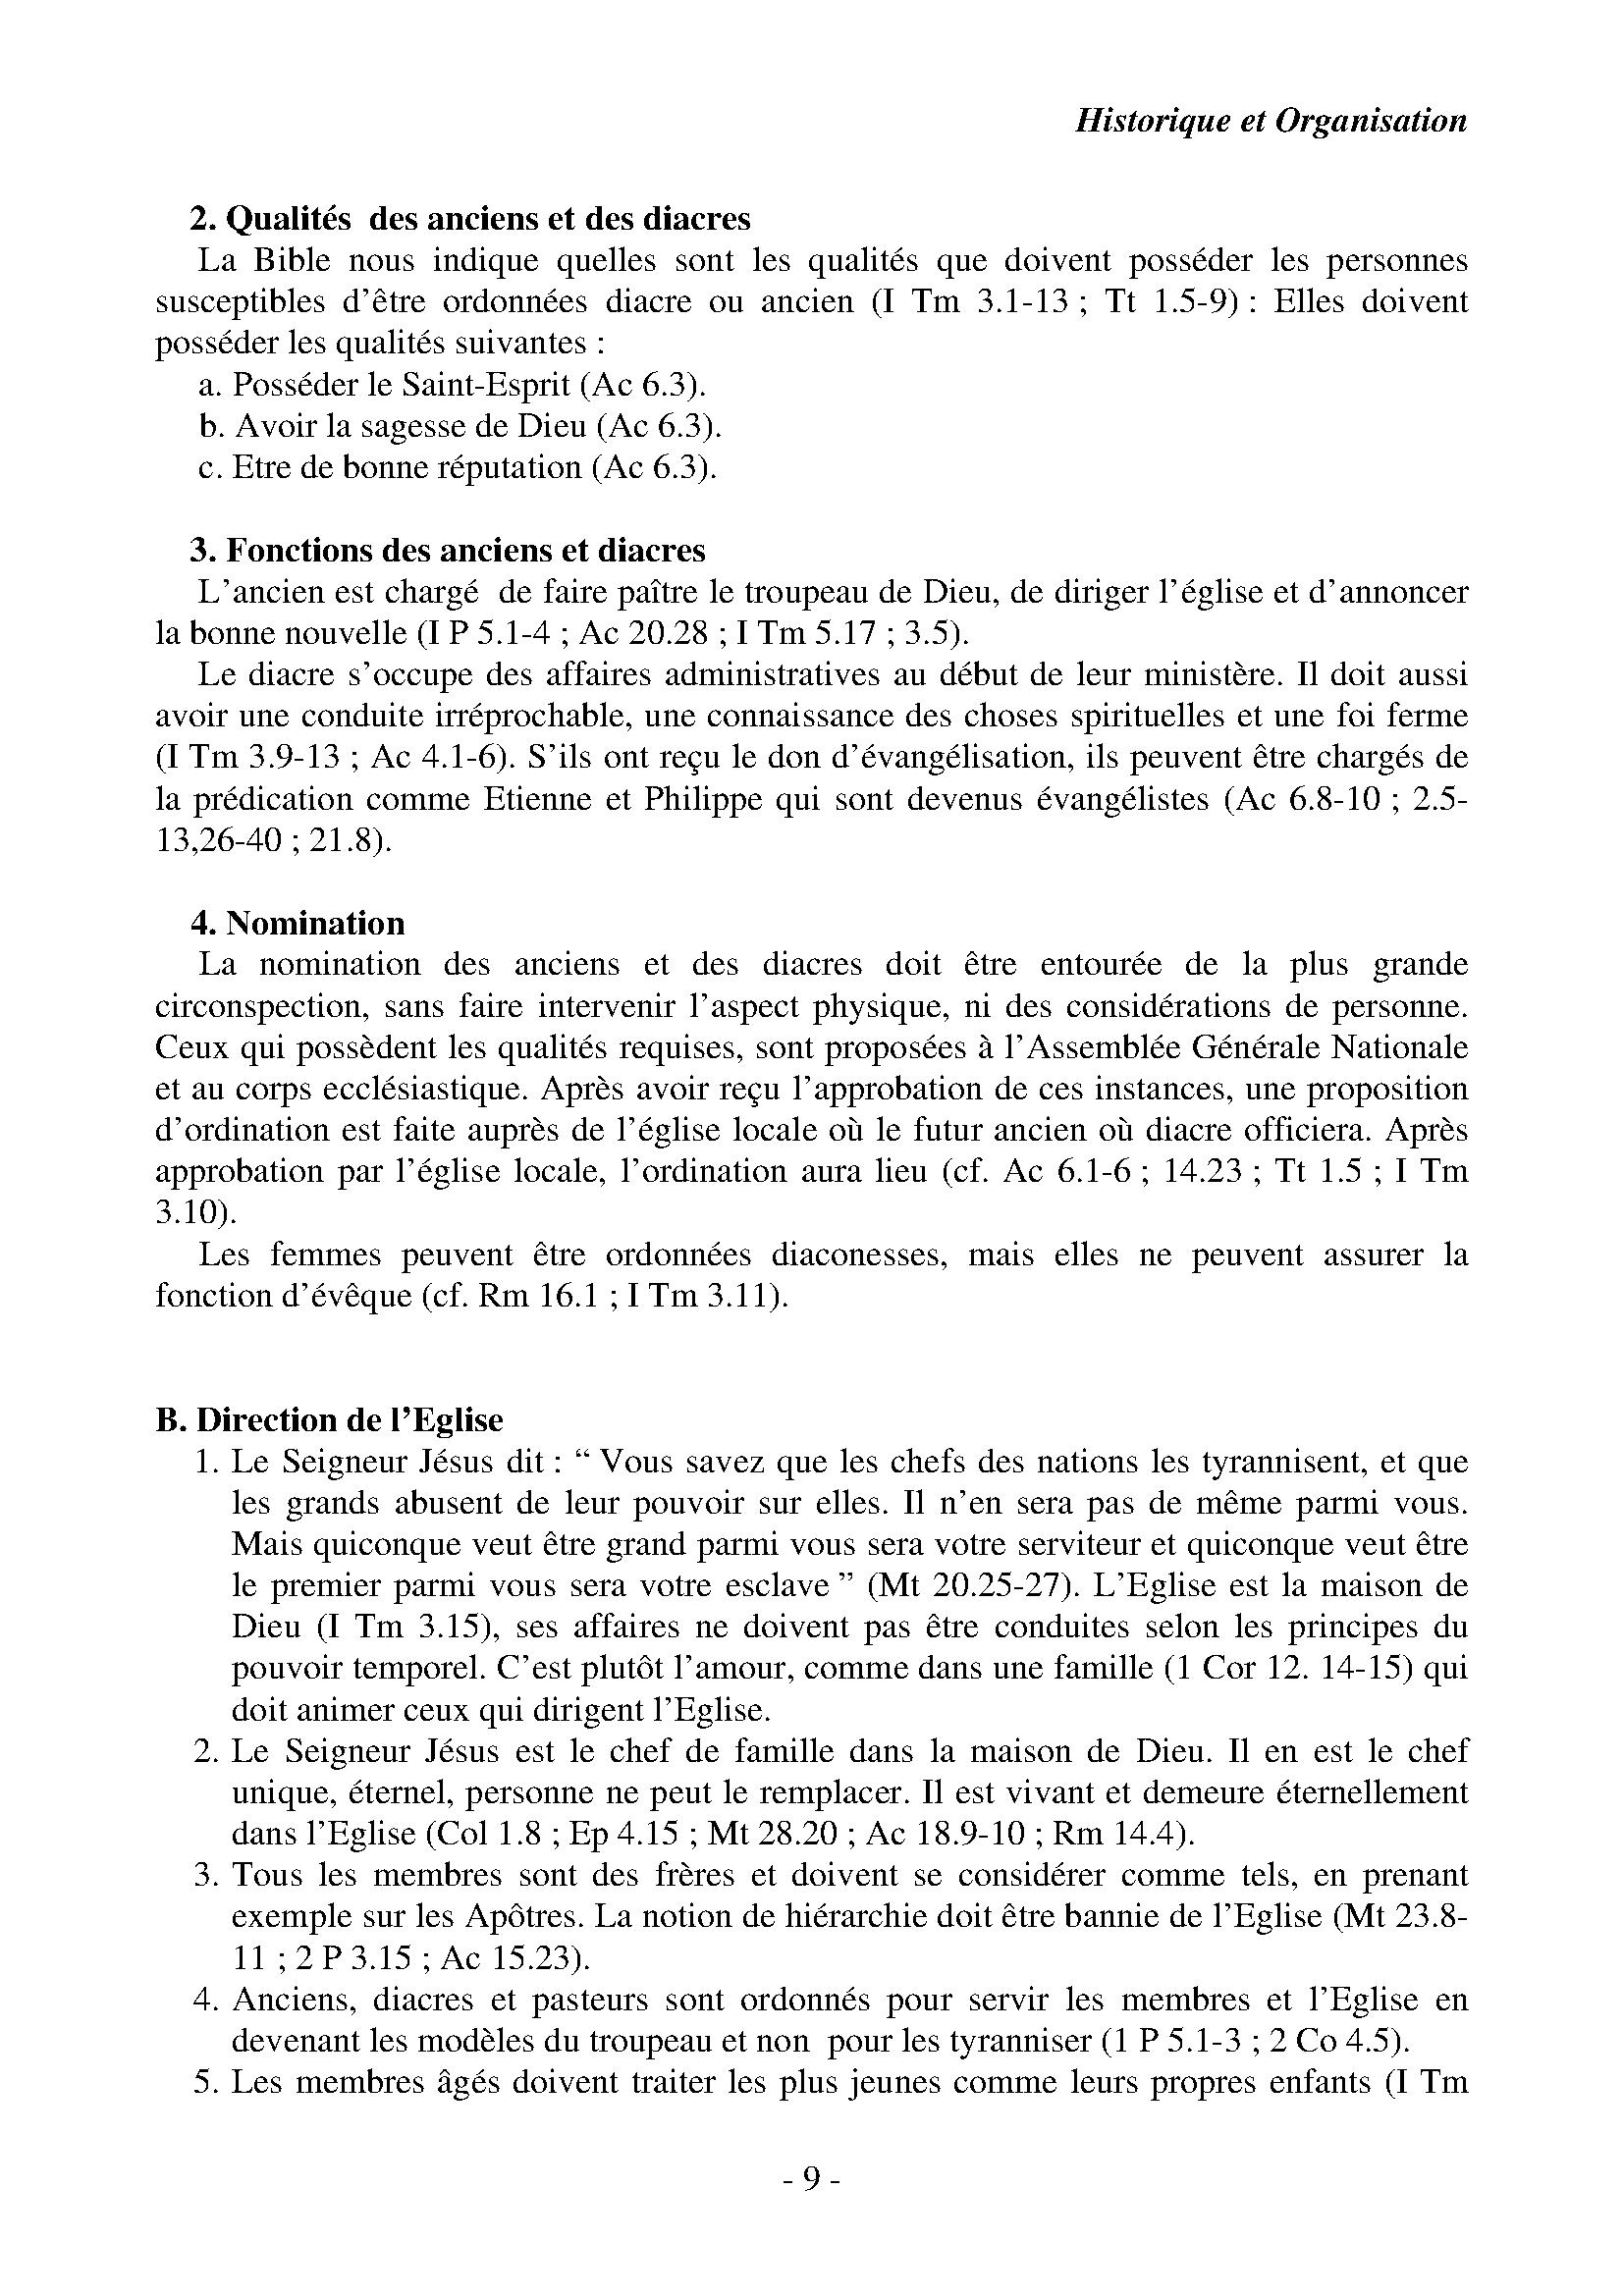 Historique et Organisation
2. Qualités  des anciens et des diacres
La Bible nous indique quelles sont les qualités que doivent posséder les personnes
susceptibles d’être ordonnées diacre ou ancien (I Tm 3.1-13 ; Tt 1.5-9) : Elles doivent
posséder les qualités suivantes :
a. Posséder le Saint-Esprit (Ac 6.3).
b. Avoir la sagesse de Dieu (Ac 6.3).
c. Etre de bonne réputation (Ac 6.3).
3. Fonctions des anciens et diacres
L’ancien est chargé  de faire paître le troupeau de Dieu, de diriger l’église et d’annoncer
la bonne nouvelle (I P 5.1-4 ; Ac 20.28 ; I Tm 5.17 ; 3.5).
Le diacre s’occupe des affaires administratives au début de leur ministère. Il doit aussi
avoir une conduite irréprochable, une connaissance des choses spirituelles et une foi ferme
(I Tm 3.9-13 ; Ac 4.1-6). S’ils ont reçu le don d’évangélisation, ils peuvent être chargés de
la prédication comme Etienne et Philippe qui sont devenus évangélistes (Ac 6.8-10 ; 2.5-
13,26-40 ; 21.8).
4. Nomination
La nomination des anciens et des diacres doit être entourée de la plus grande
circonspection, sans faire intervenir l’aspect physique, ni des considérations de personne.
Ceux qui possèdent les qualités requises, sont proposées à l’Assemblée Générale Nationale
et au corps ecclésiastique. Après avoir reçu l’approbation de ces instances, une proposition
d’ordination est faite auprès de l’église locale où le futur ancien où diacre officiera. Après
approbation par l’église locale, l’ordination aura lieu (cf. Ac 6.1-6 ; 14.23 ; Tt 1.5 ; I Tm
3.10).
Les femmes peuvent être ordonnées diaconesses, mais elles ne peuvent assurer la
fonction d’évêque (cf. Rm 16.1 ; I Tm 3.11).
B. Direction de l’Eglise
1. Le Seigneur Jésus dit : “ Vous savez que les chefs des nations les tyrannisent, et que
les grands abusent de leur pouvoir sur elles. Il n’en sera pas de même parmi vous.
Mais quiconque veut être grand parmi vous sera votre serviteur et quiconque veut être
le premier parmi vous sera votre esclave ” (Mt 20.25-27). L’Eglise est la maison de
Dieu (I Tm 3.15), ses affaires ne doivent pas être conduites selon les principes du
pouvoir temporel. C’est plutôt l’amour, comme dans une famille (1 Cor 12. 14-15) qui
doit animer ceux qui dirigent l’Eglise.
2. Le Seigneur Jésus est le chef de famille dans la maison de Dieu. Il en est le chef
unique, éternel, personne ne peut le remplacer. Il est vivant et demeure éternellement
dans l’Eglise (Col 1.8 ; Ep 4.15 ; Mt 28.20 ; Ac 18.9-10 ; Rm 14.4).
3. Tous les membres sont des frères et doivent se considérer comme tels, en prenant
exemple sur les Apôtres. La notion de hiérarchie doit être bannie de l’Eglise (Mt 23.8-
11 ; 2 P 3.15 ; Ac 15.23).
4. Anciens, diacres et pasteurs sont ordonnés pour servir les membres et l’Eglise en
devenant les modèles du troupeau et non  pour les tyranniser (1 P 5.1-3 ; 2 Co 4.5).
5. Les membres âgés doivent traiter les plus jeunes comme leurs propres enfants (I Tm
- 9 -